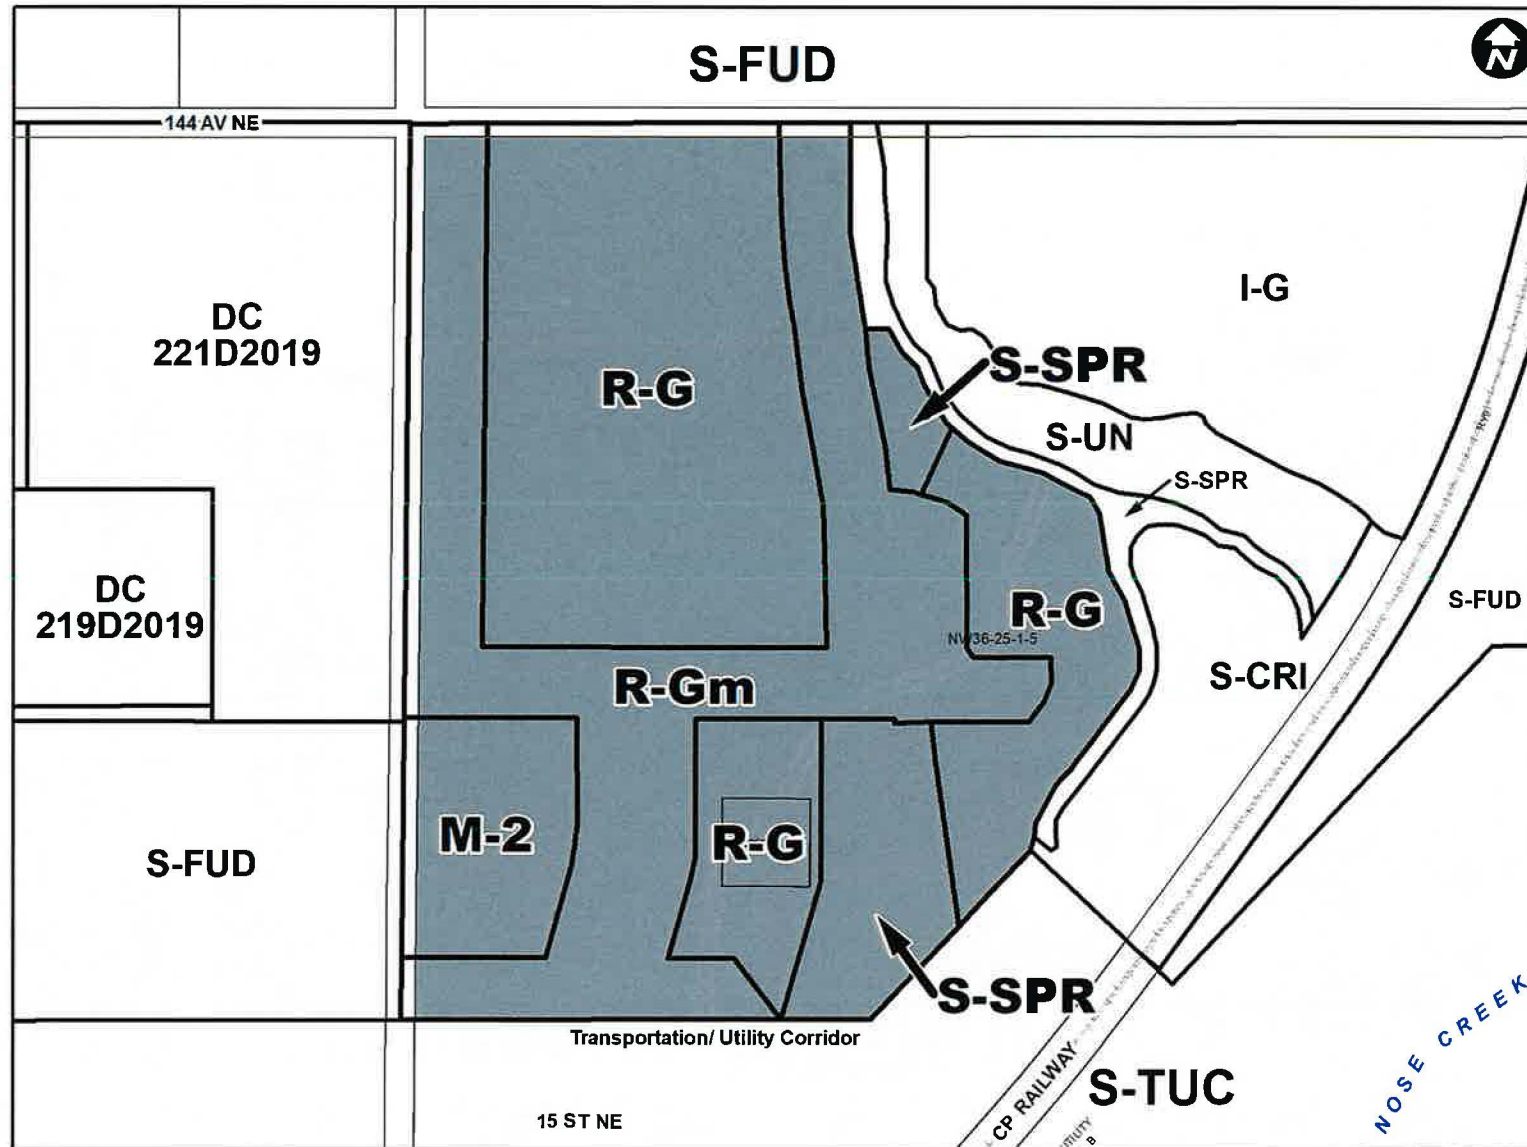 S-FUD
N
144 AV NE
DC
221D2019
I-G
S-SPR
R-G
S-UN
S-SPR
DC
219D2019
R-G
S-FUD
NW36-25-1-5
S-CRI
R-Gm
M-2
R-G
S-FUD
S-SPR
Transportation/ Utility Corridor
NOSE CREEK
CP RAILWAY
S-TUC
15 ST NE
B